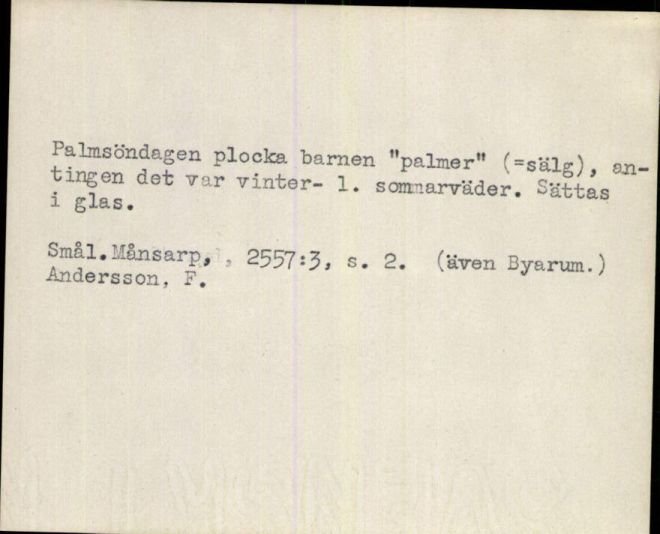 Palmsöndagen plocka barnen "palmer" (=sälg), an-
tingen det var vinter- l. sommarväder. Sättas
i glas.
Smål. Månsarp, , 2557:3, s. 2. (även Byarum.)
Andersson, F.